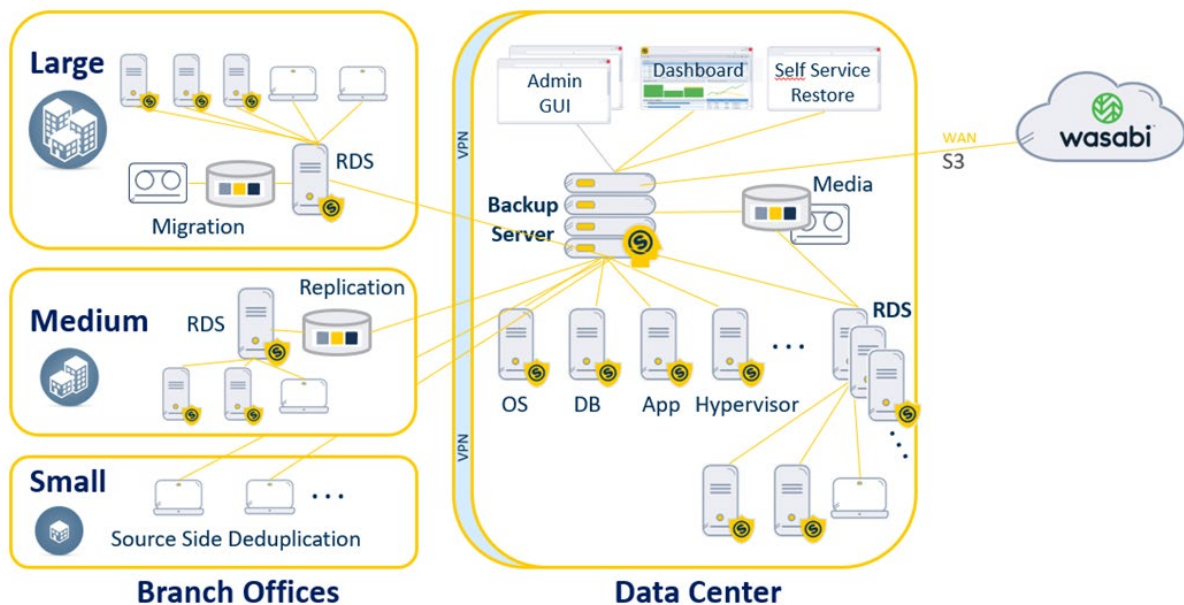 Large
RDS
Migration
Medium
Replication
RDS
Small
Source Side Deduplication
Branch Offices
VPN
VPN
Admin
GUI
Dashboard
Self Service
Restore
Backup
Server
Media
OS
DB
App
Hypervisor
RDS
Data Center
WAN
S3
wasabi